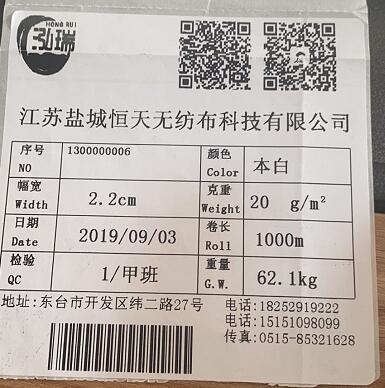 HONG RUI
泓瑞
江苏盐城恒天无纺布科技有限公司
序号 NO 1300000006 颜色 Color 本白
幅宽 Width 2.2cm 克重 Weight 20 g/m²
日期 Date 2019/09/03 卷长 Roll 1000m
检验 QC 1/甲班 重量 G.W. 62.1kg
地址:东台市开发区纬二路27号 电话:18252919222
电话:15151098099
传真:0515-85321628